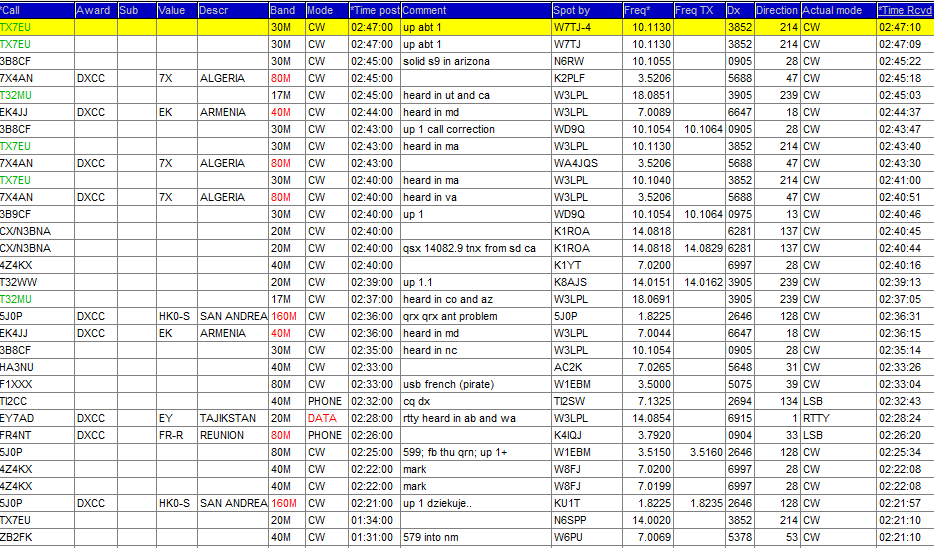 *Call Award Sub Value Descr Band Mode *Time post Comment Spot by Freq* Freq TX Dx Direction Actual mode *Time Rcvd
TX7EU 30M CW 02:47:00 up abt 1 W7TJ-4 10.1130 3852 214 CW 02:47:10
TX7EU 30M CW 02:47:00 up abt 1 W7TJ 10.1130 3852 214 CW 02:47:09
3B8CF 30M CW 02:45:00 solid s9 in arizona N6RW 10.1055 0905 28 CW 02:45:22
7X4AN DXCC 7X ALGERIA 80M CW 02:45:00 K2PLF 3.5206 5688 47 CW 02:45:18
T32MU 17M CW 02:45:00 heard in ut and ca W3LPL 18.0851 3905 239 CW 02:45:03
EK4JJ DXCC EK ARMENIA 40M CW 02:44:00 heard in md W3LPL 7.0089 6647 18 CW 02:44:37
3B8CF 30M CW 02:43:00 up 1 call correction WD9Q 10.1054 10.1064 0905 28 CW 02:43:47
TX7EU 30M CW 02:43:00 heard in ma W3LPL 10.1130 3852 214 CW 02:43:40
7X4AN DXCC 7X ALGERIA 80M CW 02:43:00 WA4JQS 3.5206 5688 47 CW 02:43:30
TX7EU 30M CW 02:40:00 heard in ma W3LPL 10.1040 3852 214 CW 02:41:00
7X4AN DXCC 7X ALGERIA 80M CW 02:40:00 heard in va W3LPL 3.5206 5688 47 CW 02:40:51
3B9CF 30M CW 02:40:00 up 1 WD9Q 10.1054 10.1064 0975 13 CW 02:40:46
CX/N3BNA 20M CW 02:40:00 K1ROA 14.0818 6281 137 CW 02:40:45
CX/N3BNA 20M CW 02:40:00 qsx 14082.9 tnx from sd ca K1ROA 14.0818 14.0829 6281 137 CW 02:40:44
4Z4KX 40M CW 02:40:00 K1YT 7.0200 6997 28 CW 02:40:16
T32WW 20M CW 02:39:00 up 1.1 K8AJS 14.0151 14.0162 3905 239 CW 02:39:13
T32MU 17M CW 02:37:00 heard in co and az W3LPL 18.0691 3905 239 CW 02:37:05
5J0P DXCC HK0-S SAN ANDREA 160M CW 02:36:00 qrx qrx ant problem 5J0P 1.8225 2646 128 CW 02:36:31
EK4JJ DXCC EK ARMENIA 40M CW 02:36:00 heard in md W3LPL 7.0044 6647 18 CW 02:36:15
3B8CF 30M CW 02:35:00 heard in nc W3LPL 10.1054 0905 28 CW 02:35:14
HA3NU 40M CW 02:33:00 AC2K 7.0265 5648 31 CW 02:33:26
F1XXX 80M CW 02:33:00 usb french (pirate) W1EBM 3.5000 5075 39 CW 02:33:04
TI2CC 40M PHONE 02:32:00 cq dx TI2SW 7.1325 2694 134 LSB 02:32:43
EY7AD DXCC EY TAJIKSTAN 20M DATA 02:28:00 rtty heard in ab and wa W3LPL 14.0854 6915 1 RTTY 02:28:24
FR4NT DXCC FR-R REUNION 80M PHONE 02:26:00 K4IQJ 3.7920 0904 33 LSB 02:26:20
5J0P 80M CW 02:25:00 599; fb thu qrn; up 1+ W1EBM 3.5150 3.5160 2646 128 CW 02:25:34
4Z4KX 40M CW 02:22:00 mark W8FJ 7.0200 6997 28 CW 02:22:08
4Z4KX 40M CW 02:22:00 mark W8FJ 7.0199 6997 28 CW 02:22:08
5J0P DXCC HK0-S SAN ANDREA 160M CW 02:21:00 up 1 dziekuje.. KU1T 1.8225 1.8235 2646 128 CW 02:21:57
TX7EU 20M CW 01:34:00 N6SPP 14.0020 3852 214 CW 02:21:10
ZB2FK 40M CW 01:31:00 579 into nm W6PU 7.0069 5378 53 CW 02:21:10